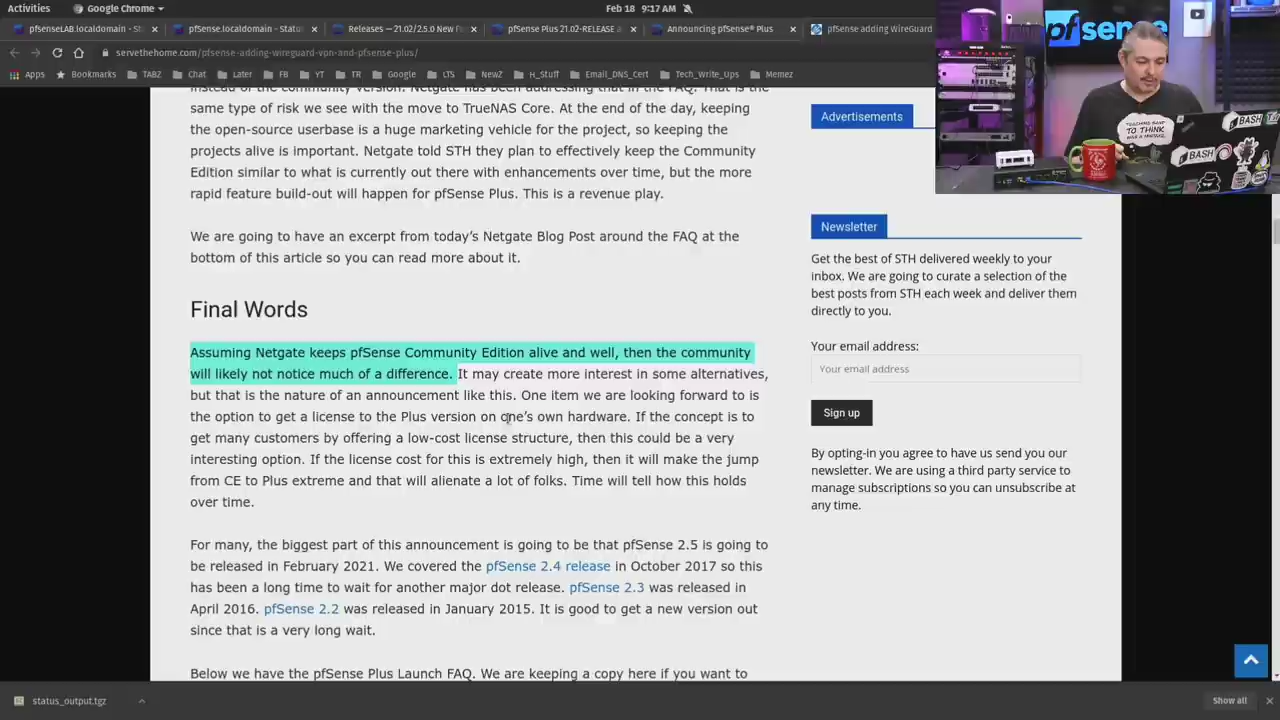 Activities
Google Chrome
Feb 18 9:17 AM
pfsenseLAB.localdomain - St
pfsense.localdomain - Status
Releases — 21.02/2.5.0 New F
pfSense Plus 21.02-RELEASE
Announcing pfSense® Plus
pfsense adding WireGuard
servethehome.com/pfsense-adding-wireguard-vpn-and-pfsense-plus/
Apps
Bookmarks
TABZ
Chat
Later
YT
FR
Google
LTS
NewZ
H_Stuff
Email_DNS_Cert
Tech_Write_Ups
Memez
pfsense
TO THINK
BASH
BASH
instead of the community version. Netgate has been addressing that in the FAQ. That is the
same type of risk we see with the move to TrueNAS Core. At the end of the day, keeping
the open-source userbase is a huge marketing vehicle for the project, so keeping the
projects alive is important. Netgate told STH they plan to effectively keep the Community
Edition similar to what is currently out there with enhancements over time, but the more
rapid feature build-out will happen for pfSense Plus. This is a revenue play.
We are going to have an excerpt from today's Netgate Blog Post around the FAQ at the
bottom of this article so you can read more about it.
Final Words
Assuming Netgate keeps pfSense Community Edition alive and well, then the community
will likely not notice much of a difference. It may create more interest in some alternatives,
but that is the nature of an announcement like this. One item we are looking forward to is
the option to get a license to the Plus version on one's own hardware. If the concept is to
get many customers by offering a low-cost license structure, then this could be a very
interesting option. If the license cost for this is extremely high, then it will make the jump
from CE to Plus extreme and that will alienate a lot of folks. Time will tell how this holds
over time.
For many, the biggest part of this announcement is going to be that pfSense 2.5 is going to
be released in February 2021. We covered the pfSense 2.4 release in October 2017 so this
has been a long time to wait for another major dot release. pfSense 2.3 was released in
April 2016. pfSense 2.2 was released in January 2015. It is good to get a new version out
since that is a very long wait.
Below we have the pfSense Plus Launch FAQ. We are keeping a copy here if you want to
Advertisements
Newsletter
Get the best of STH delivered weekly to your
inbox. We are going to curate a selection of the
best posts from STH each week and deliver them
directly to you.
Your email address:
Your email address
Sign up
By opting-in you agree to have us send you our
newsletter. We are using a third party service to
manage subscriptions so you can unsubscribe at
any time.
status_output.tgz
Show all